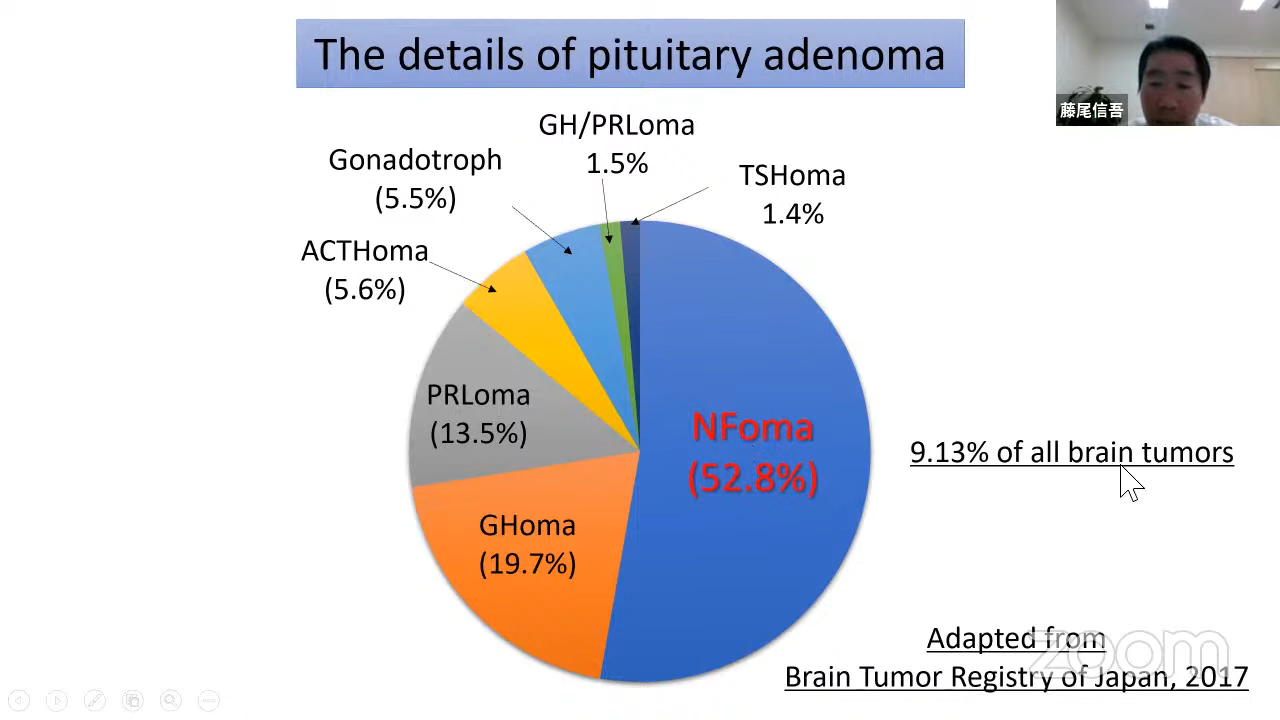 The details of pituitary adenoma
藤尾信吾
GH/PRLoma
1.5%
Gonadotroph
(5.5%)
TSHoma
1.4%
ACTHoma
(5.6%)
PRLoma
(13.5%)
NFoma
(52.8%)
9.13% of all brain tumors
GHoma
(19.7%)
Adapted from
zoom
Brain Tumor Registry of Japan, 2017